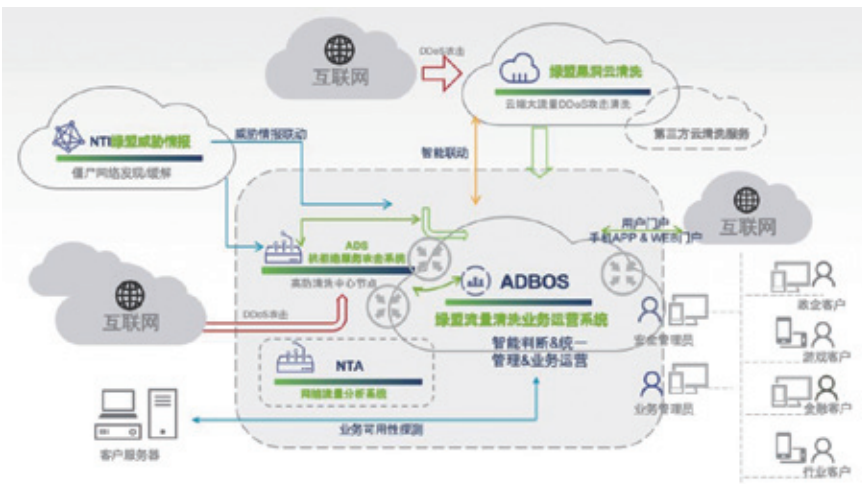 互联网
DDoS攻击
绿盟黑洞云清洗
云端大流量DDoS攻击清洗
第三方云清洗服务
NTI绿盟威胁情报
僵尸网络发现/缓解
威胁情报联动
智能联动
用户门户
手机APP & WEB门户
互联网
ADS
抗拒绝服务攻击系统
高防清洗中心节点
ADBOS
绿盟流量清洗业务运营系统
智能判断&统一
管理&业务运营
互联网
DDoS攻击
NTA
网络流量分析系统
安全管理员
业务管理员
政企客户
游戏客户
金融客户
行业客户
业务可用性探测
客户服务器